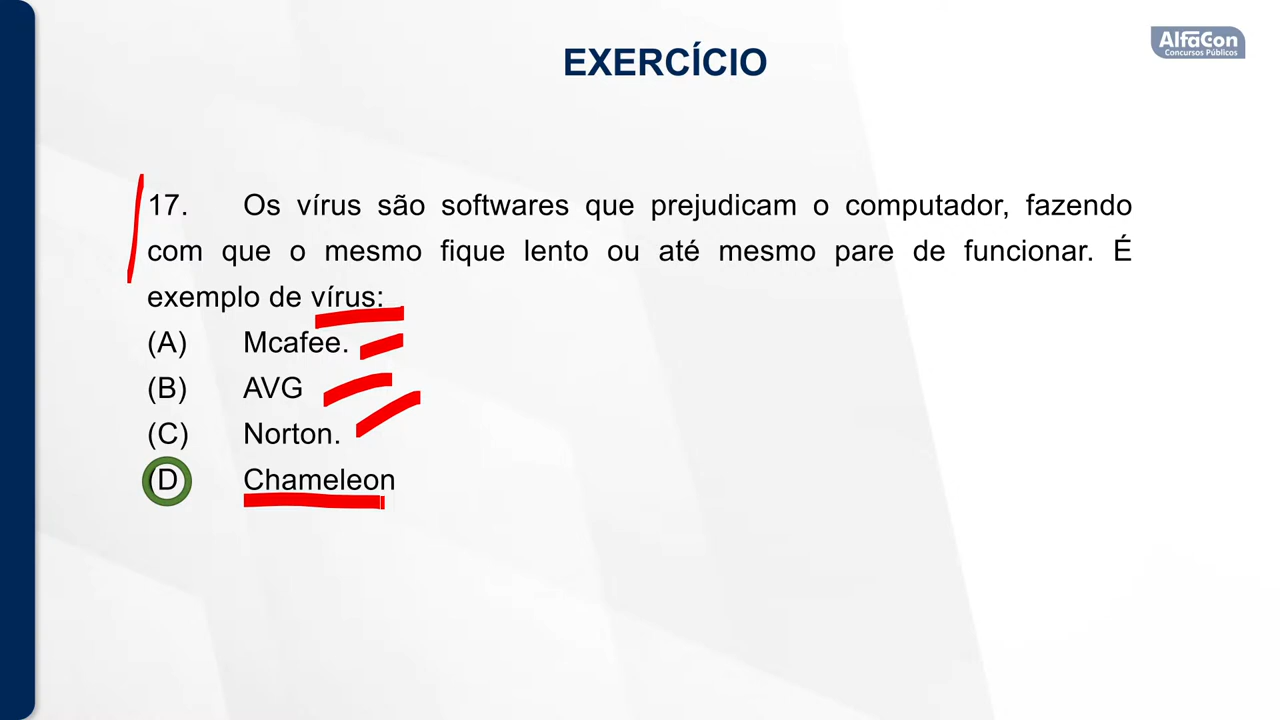 EXERCÍCIO
AlfaCon
Concursos Públicos
17. Os vírus são softwares que prejudicam o computador, fazendo
com que o mesmo fique lento ou até mesmo pare de funcionar. É
exemplo de vírus:
(A) Mcafee.
(B) AVG
(C) Norton.
(D Chameleon